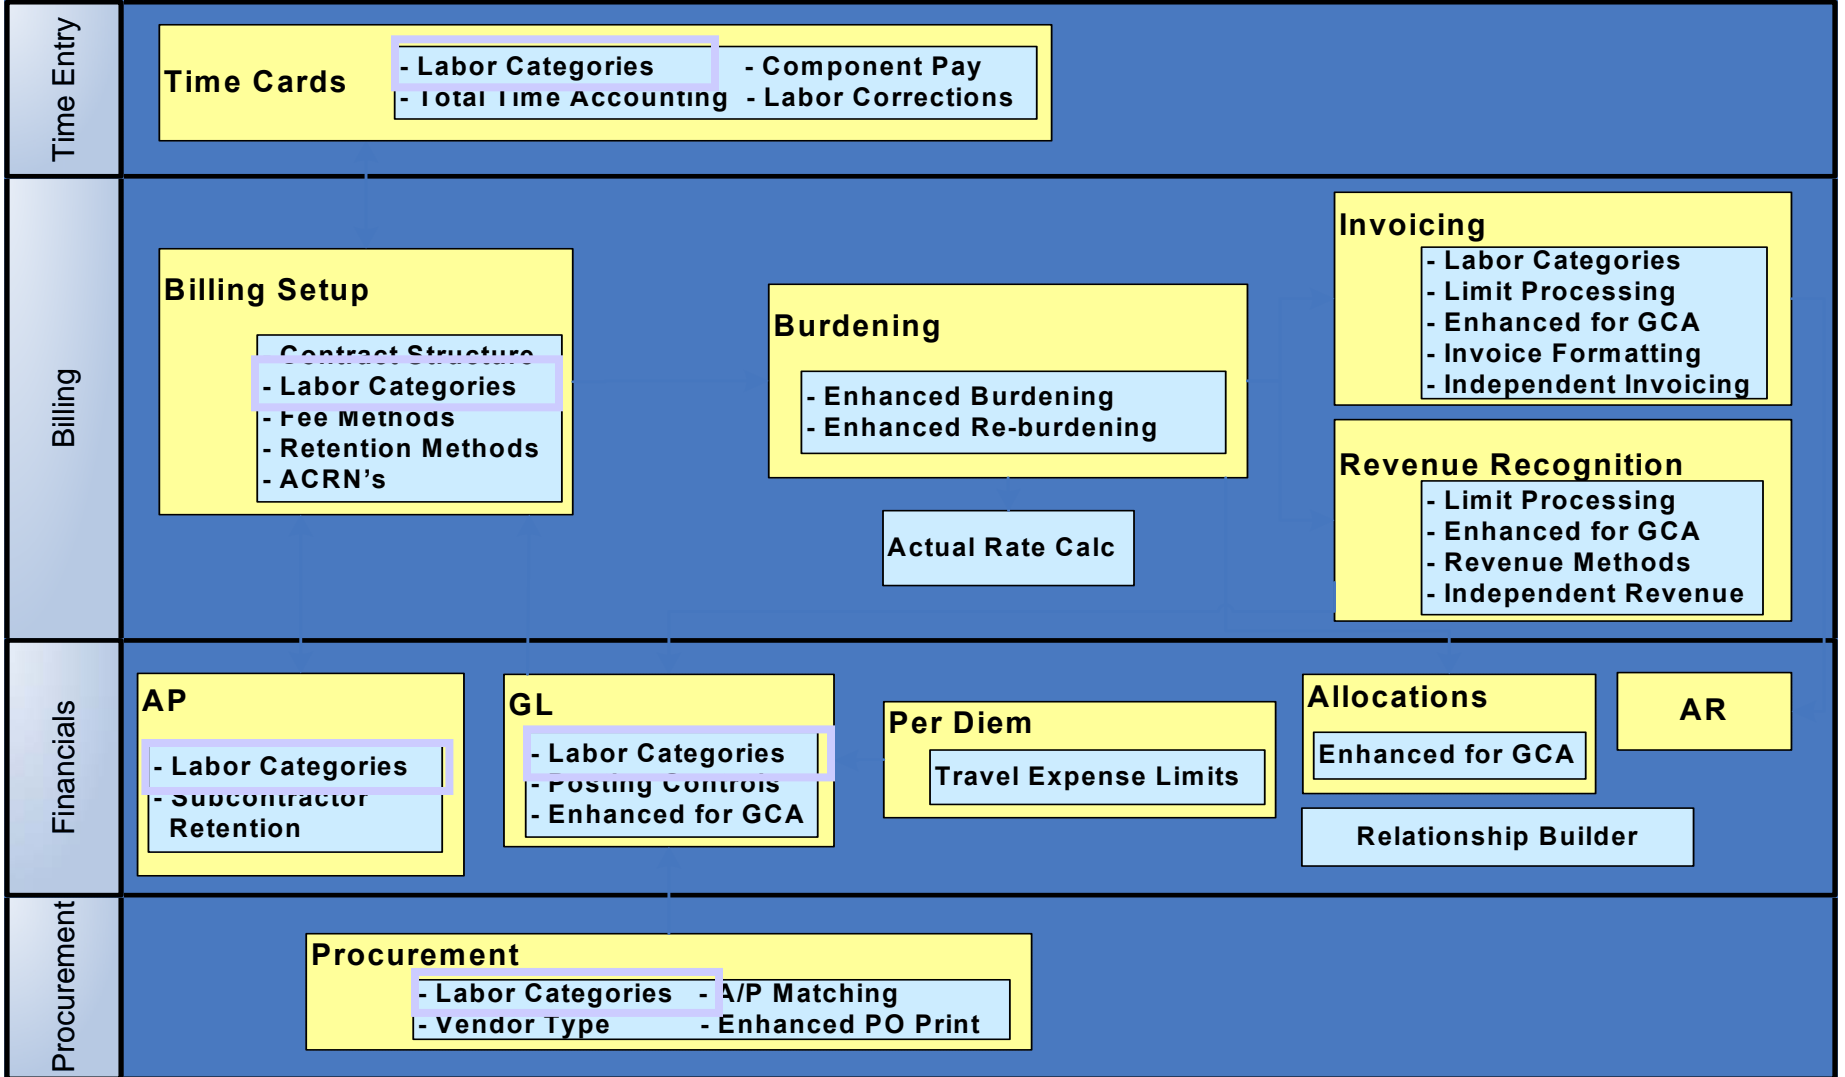 Time Entry
Time Cards
- Labor Categories - Component Pay
- Total Time Accounting - Labor Corrections
Billing
Billing Setup
- Contract Structure
- Labor Categories
- Fee Methods
- Retention Methods
- ACRN's
Burdening
- Enhanced Burdening
- Enhanced Re-burdening
Actual Rate Calc
Invoicing
- Labor Categories
- Limit Processing
- Enhanced for GCA
- Invoice Formatting
- Independent Invoicing
Revenue Recognition
- Limit Processing
- Enhanced for GCA
- Revenue Methods
- Independent Revenue
Financials
AP
- Labor Categories
- Subcontractor
Retention
GL
- Labor Categories
- Posting Controls
- Enhanced for GCA
Per Diem
Travel Expense Limits
Allocations
Enhanced for GCA
AR
Relationship Builder
Procurement
Procurement
- Labor Categories - A/P Matching
- Vendor Type - Enhanced PO Print